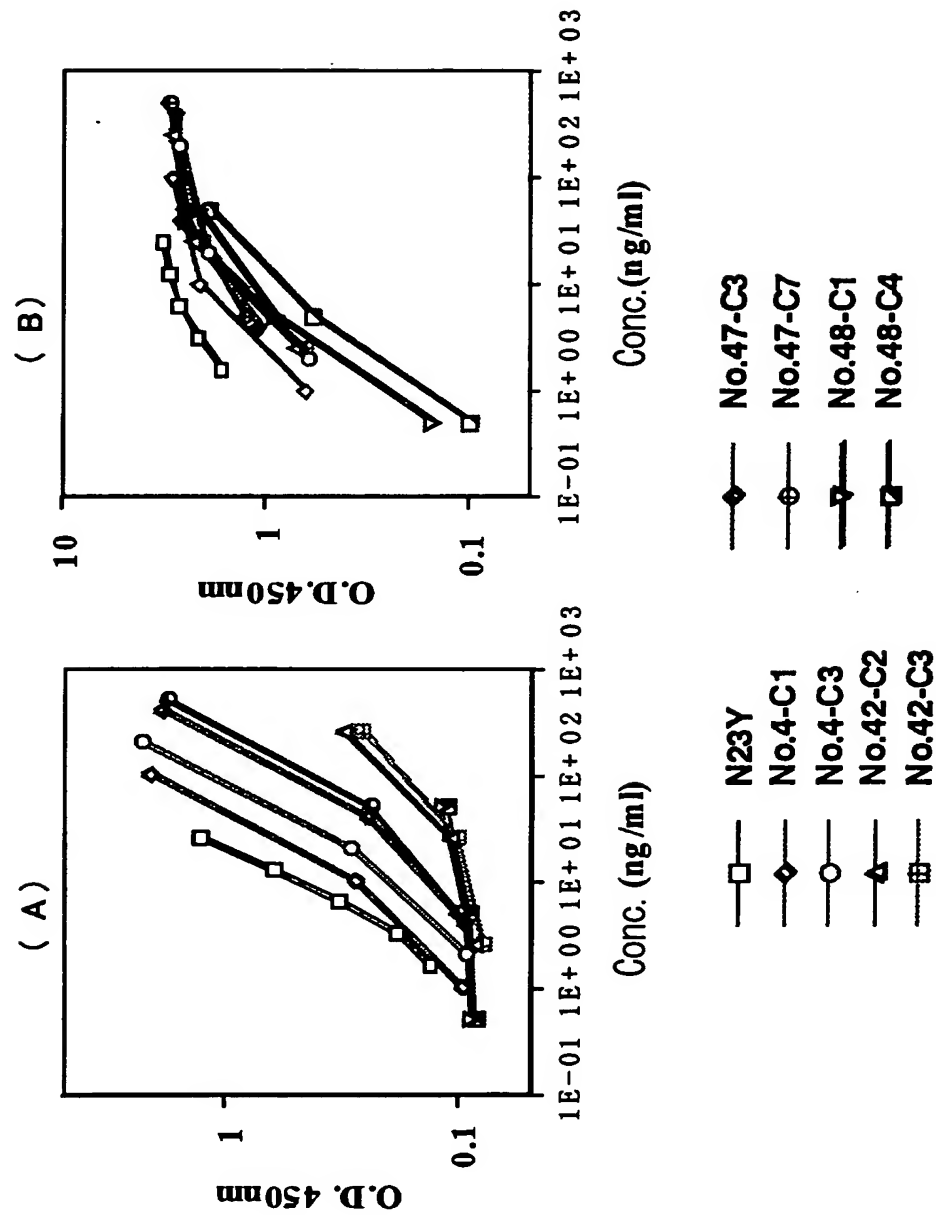 ( A )
O.D. 450nm
1
0.1
1E-01 1E+00 1E+01 1E+02 1E+03
Conc. (ng/ml)
( B )
O.D.450nm
10
1
0.1
1E-01 1E+00 1E+01 1E+02 1E+03
Conc.(ng/ml)
N23Y
No.4-C1
No.4-C3
No.42-C2
No.42-C3
No.47-C3
No.47-C7
No.48-C1
No.48-C4